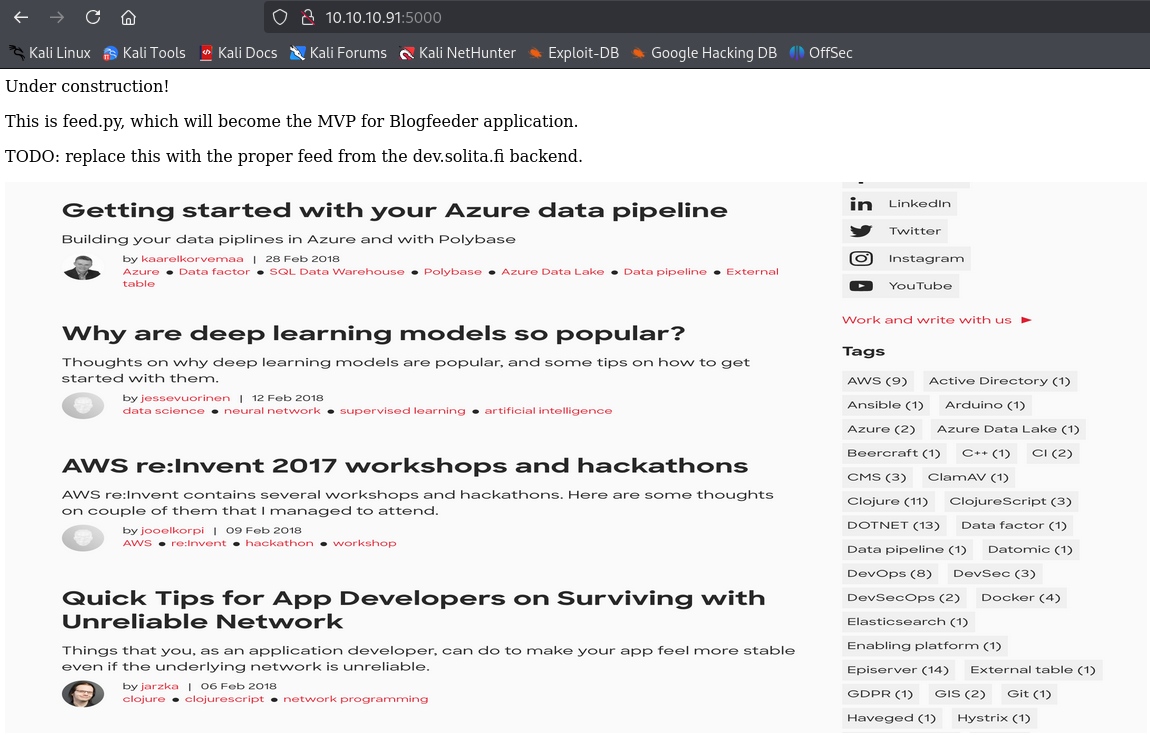 10.10.10.91:5000
Kali Linux Kali Tools Kali Docs Kali Forums Kali NetHunter Exploit-DB Google Hacking DB OffSec
Under construction!
This is feed.py, which will become the MVP for Blogfeeder application.
TODO: replace this with the proper feed from the dev.solita.fi backend.
Getting started with your Azure data pipeline
Building your data piplines in Azure and with Polybase
by kaarelkorvemaa | 28 Feb 2018
Azure ● Data factor ● SQL Data Warehouse ● Polybase ● Azure Data Lake ● Data pipeline ● External
table
Why are deep learning models so popular?
Thoughts on why deep learning models are popular, and some tips on how to get
started with them.
by jessevuorinen | 12 Feb 2018
data science ● neural network ● supervised learning ● artificial intelligence
AWS re:Invent 2017 workshops and hackathons
AWS re:Invent contains several workshops and hackathons. Here are some thoughts
on couple of them that I managed to attend.
by jooelkorpi | 09 Feb 2018
AWS ● re:Invent ● hackathon ● workshop
Quick Tips for App Developers on Surviving with
Unreliable Network
Things that you, as an application developer, can do to make your app feel more stable
even if the underlying network is unreliable.
by jarzka | 06 Feb 2018
clojure ● clojurescript ● network programming
LinkedIn
Twitter
Instagram
YouTube
Work and write with us ►
Tags
AWS (9) Active Directory (1)
Ansible (1) Arduino (1)
Azure (2) Azure Data Lake (1)
Beercraft (1) C++ (1) CI (2)
CMS (3) ClamAV (1)
Clojure (11) ClojureScript (3)
DOTNET (13) Data factor (1)
Data pipeline (1) Datomic (1)
DevOps (8) DevSec (3)
DevSecOps (2) Docker (4)
Elasticsearch (1)
Enabling platform (1)
Episerver (14) External table (1)
GDPR (1) GIS (2) Git (1)
Haveged (1) Hystrix (1)